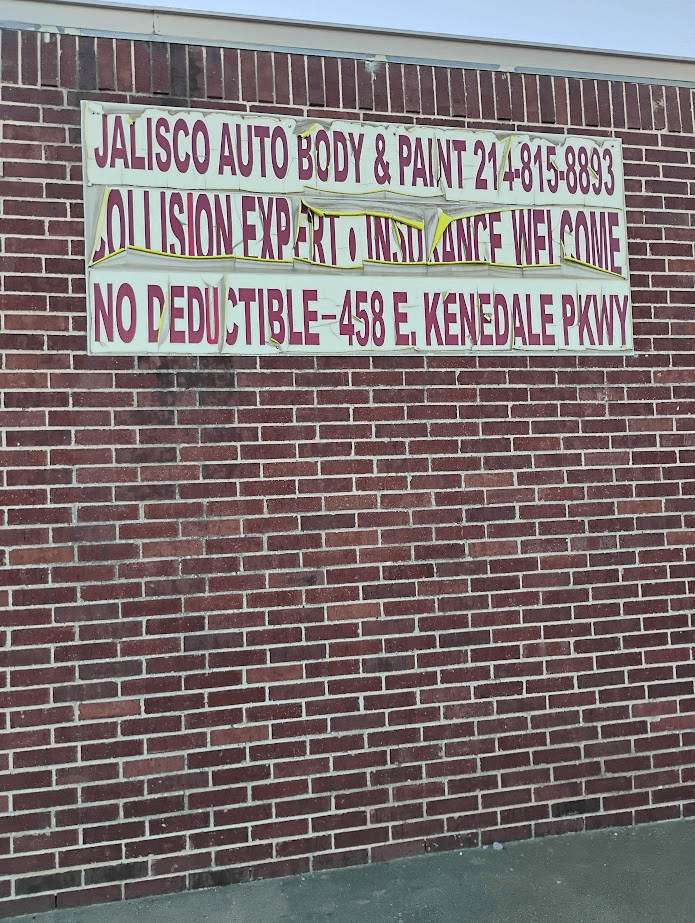 JALISCO AUTO BODY & PAINT 214-815-8893
COLLISION EXPERT • INSURANCE WELCOME
NO DEDUCTIBLE-458 E. KENEDALE PKWY